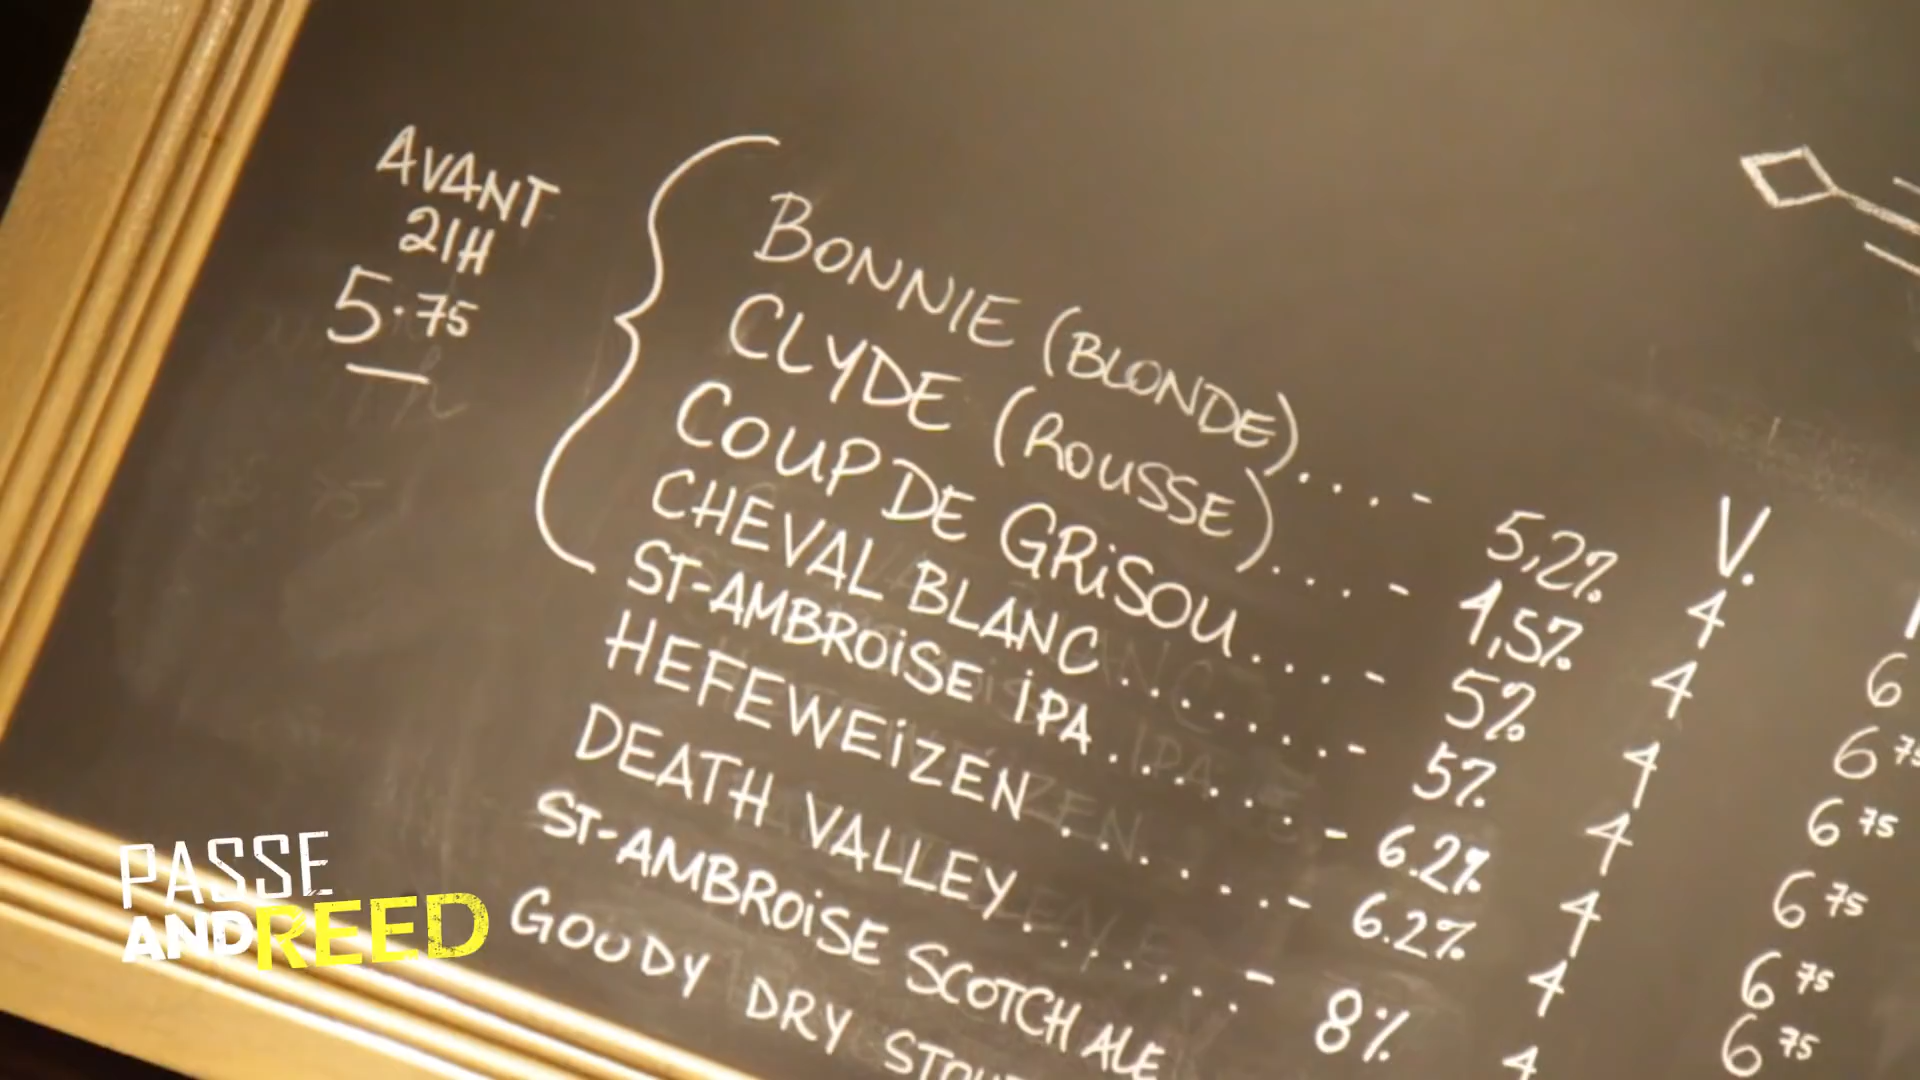 AVANT
21H
5.75
V.
BONNIE (BLONDE)....- 5,2% 4 6
CLYDE (ROUSSE)....- 4,5% 4 6 75
COUP DE GRiSOU....- 5% 4 6 75
CHEVAL BLANC.......- 5% 4 6 75
ST-AMBROiSE iPA......- 6.2% 4 6 75
HEFEWEiZEN......- 6.2% 4 6 75
DEATH VALLEY......- 8% 4
ST-AMBROiSE SCOTCH ALE
GOUDY DRY
PASSE
ANDREED